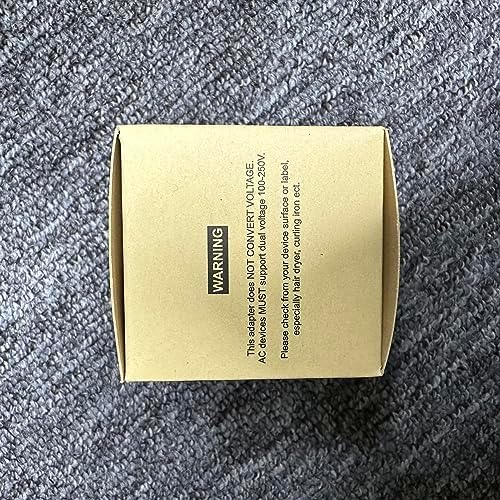 WARNING
This adapter does NOT CONVERT VOLTAGE.
AC devices MUST support dual voltage 100-250V.
Please check from your device surface or label,
especially hair dryer, curling iron ect.